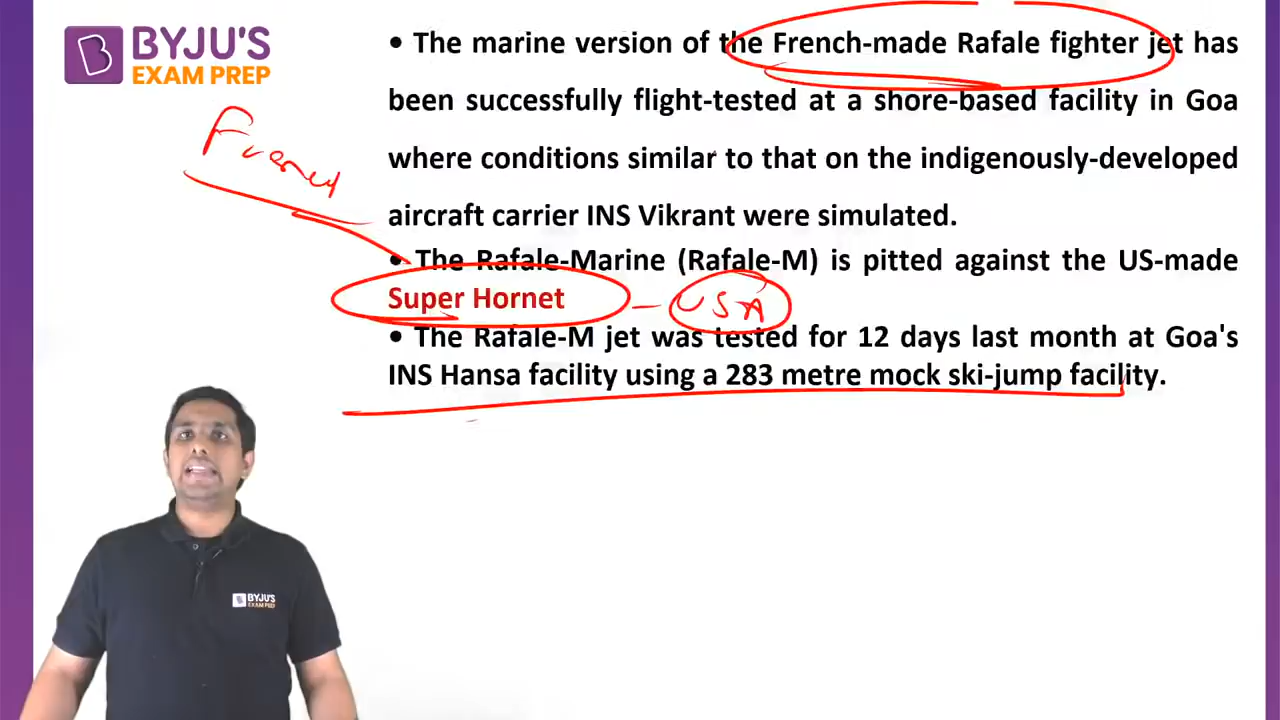 BYJU'S
EXAM PREP
• The marine version of the French-made Rafale fighter jet has
been successfully flight-tested at a shore-based facility in Goa
where conditions similar to that on the indigenously-developed
aircraft carrier INS Vikrant were simulated.
French
• The Rafale-Marine (Rafale-M) is pitted against the US-made
Super Hornet - USA
• The Rafale-M jet was tested for 12 days last month at Goa's
INS Hansa facility using a 283 metre mock ski-jump facility.
BYJU'S
EXAM PREP